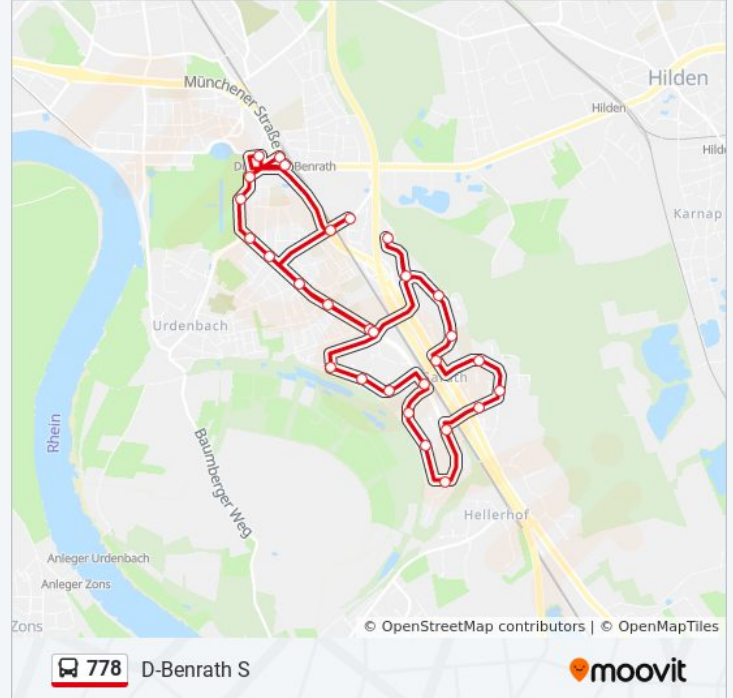 Münchener Straße
Hilden
Hilden
D-Benrath
Karnap
Urdenbach
Garath
Rhein
Baumberger Weg
Hellerhof
Anleger Urdenbach
Anleger Zons
Zons
© OpenStreetMap contributors | © OpenMapTiles
778 D-Benrath S
moovit